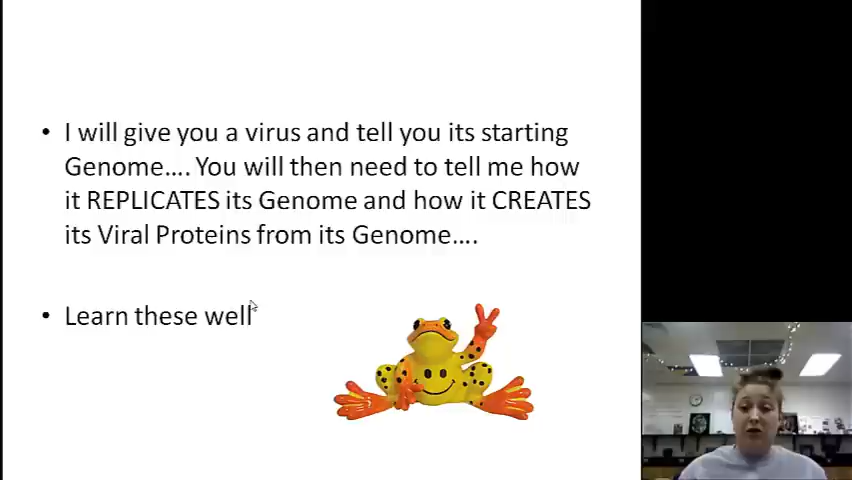 • I will give you a virus and tell you its starting
Genome…. You will then need to tell me how
it REPLICATES its Genome and how it CREATES
its Viral Proteins from its Genome….
• Learn these well